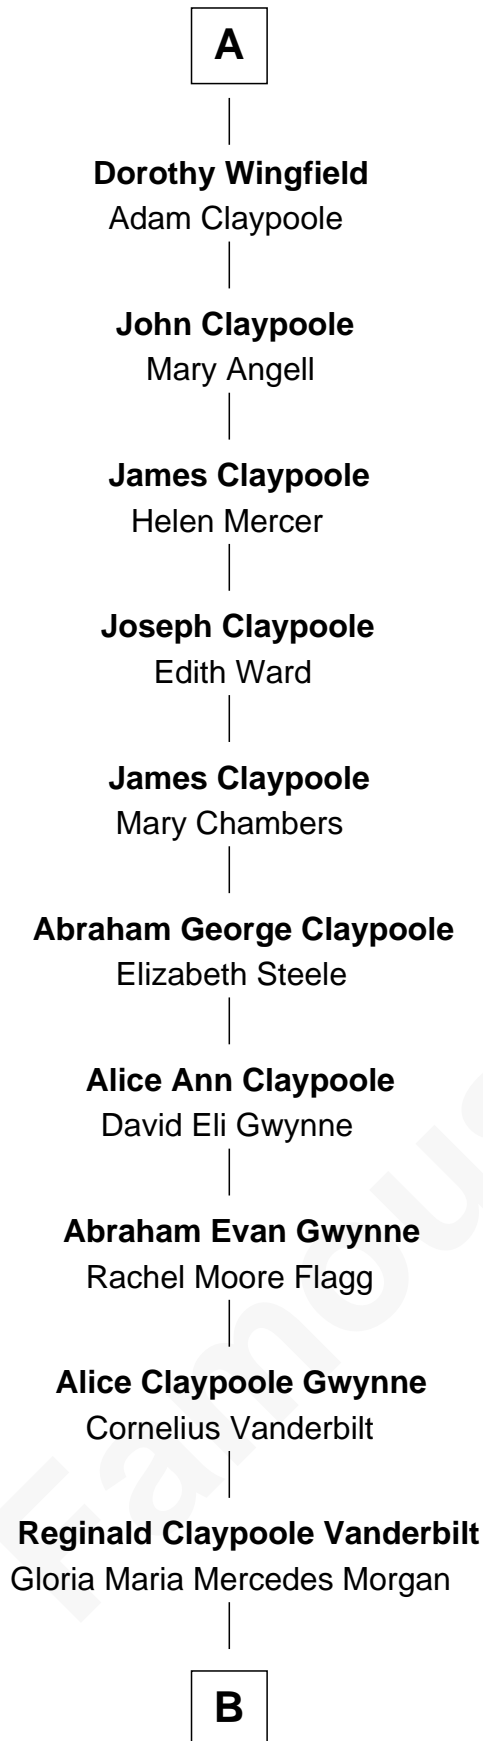 A
Dorothy Wingfield
Adam Claypoole
John Claypoole
Mary Angell
James Claypoole
Helen Mercer
Joseph Claypoole
Edith Ward
James Claypoole
Mary Chambers
Abraham George Claypoole
Elizabeth Steele
Alice Ann Claypoole
David Eli Gwynne
Abraham Evan Gwynne
Rachel Moore Flagg
Alice Claypoole Gwynne
Cornelius Vanderbilt
Reginald Claypoole Vanderbilt
Gloria Maria Mercedes Morgan
B
Famous